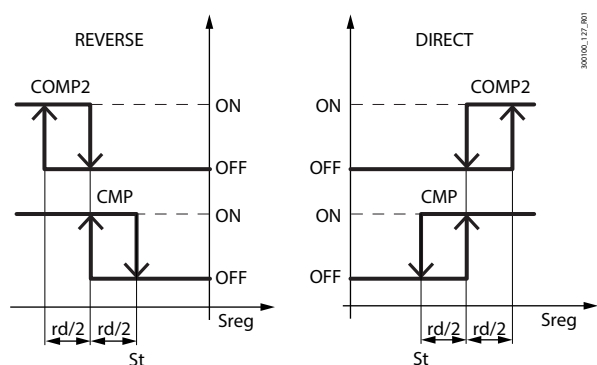 REVERSE
COMP2
ON
OFF
CMP
ON
OFF
Sreg
rd/2 rd/2
St
DIRECT
COMP2
ON
OFF
CMP
ON
OFF
Sreg
rd/2 rd/2
St
300100_127_R01